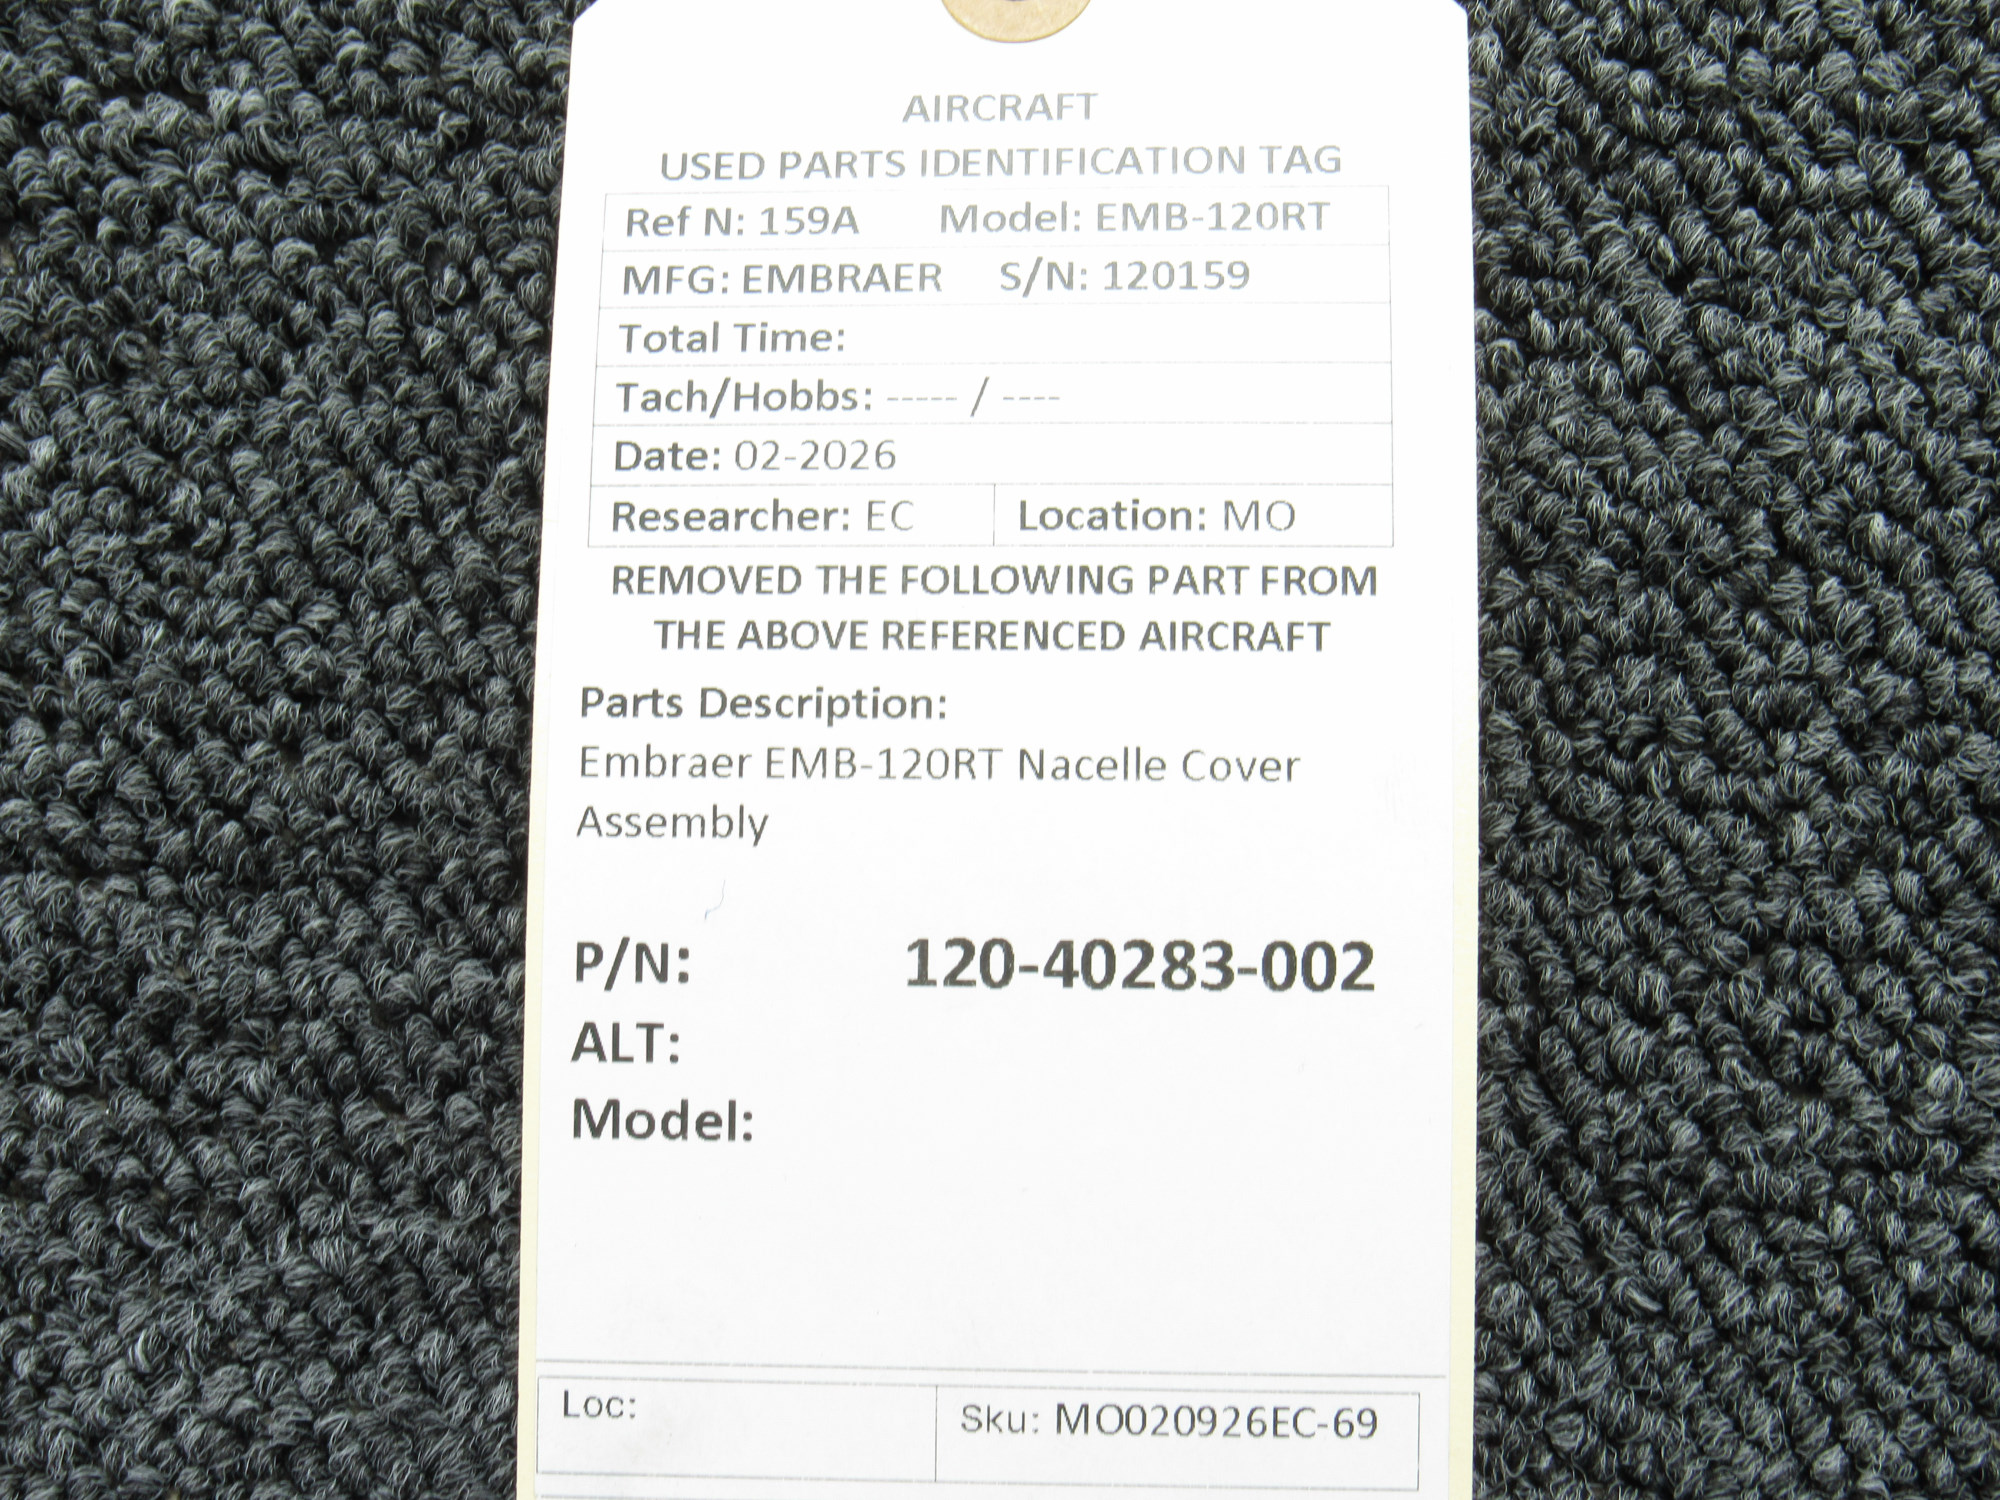 AIRCRAFT
USED PARTS IDENTIFICATION TAG
Ref N: 159A Model: EMB-120RT
MFG: EMBRAER S/N: 120159
Total Time:
Tach/Hobbs: ----- / ----
Date: 02-2026
Researcher: EC Location: MO
REMOVED THE FOLLOWING PART FROM
THE ABOVE REFERENCED AIRCRAFT
Parts Description:
Embraer EMB-120RT Nacelle Cover
Assembly
P/N: 120-40283-002
ALT:
Model:
Loc: Sku: MO020926EC-69